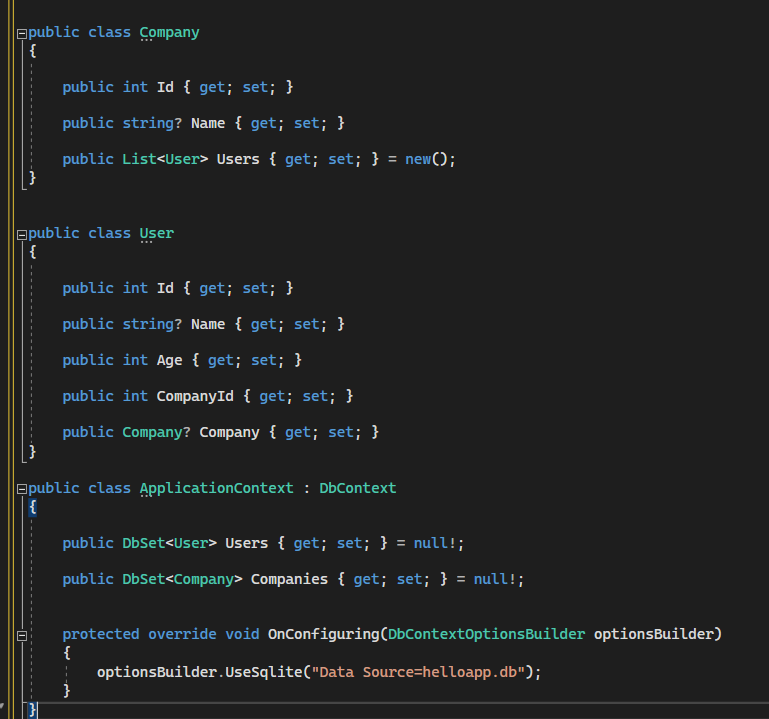 public class Company
{
public int Id { get; set; }
public string? Name { get; set; }
public List<User> Users { get; set; } = new();
}
public class User
{
public int Id { get; set; }
public string? Name { get; set; }
public int Age { get; set; }
public int CompanyId { get; set; }
public Company? Company { get; set; }
}
public class ApplicationContext : DbContext
{
public DbSet<User> Users { get; set; } = null!;
public DbSet<Company> Companies { get; set; } = null!;
protected override void OnConfiguring(DbContextOptionsBuilder optionsBuilder)
{
optionsBuilder.UseSqlite("Data Source=helloapp.db");
}
}